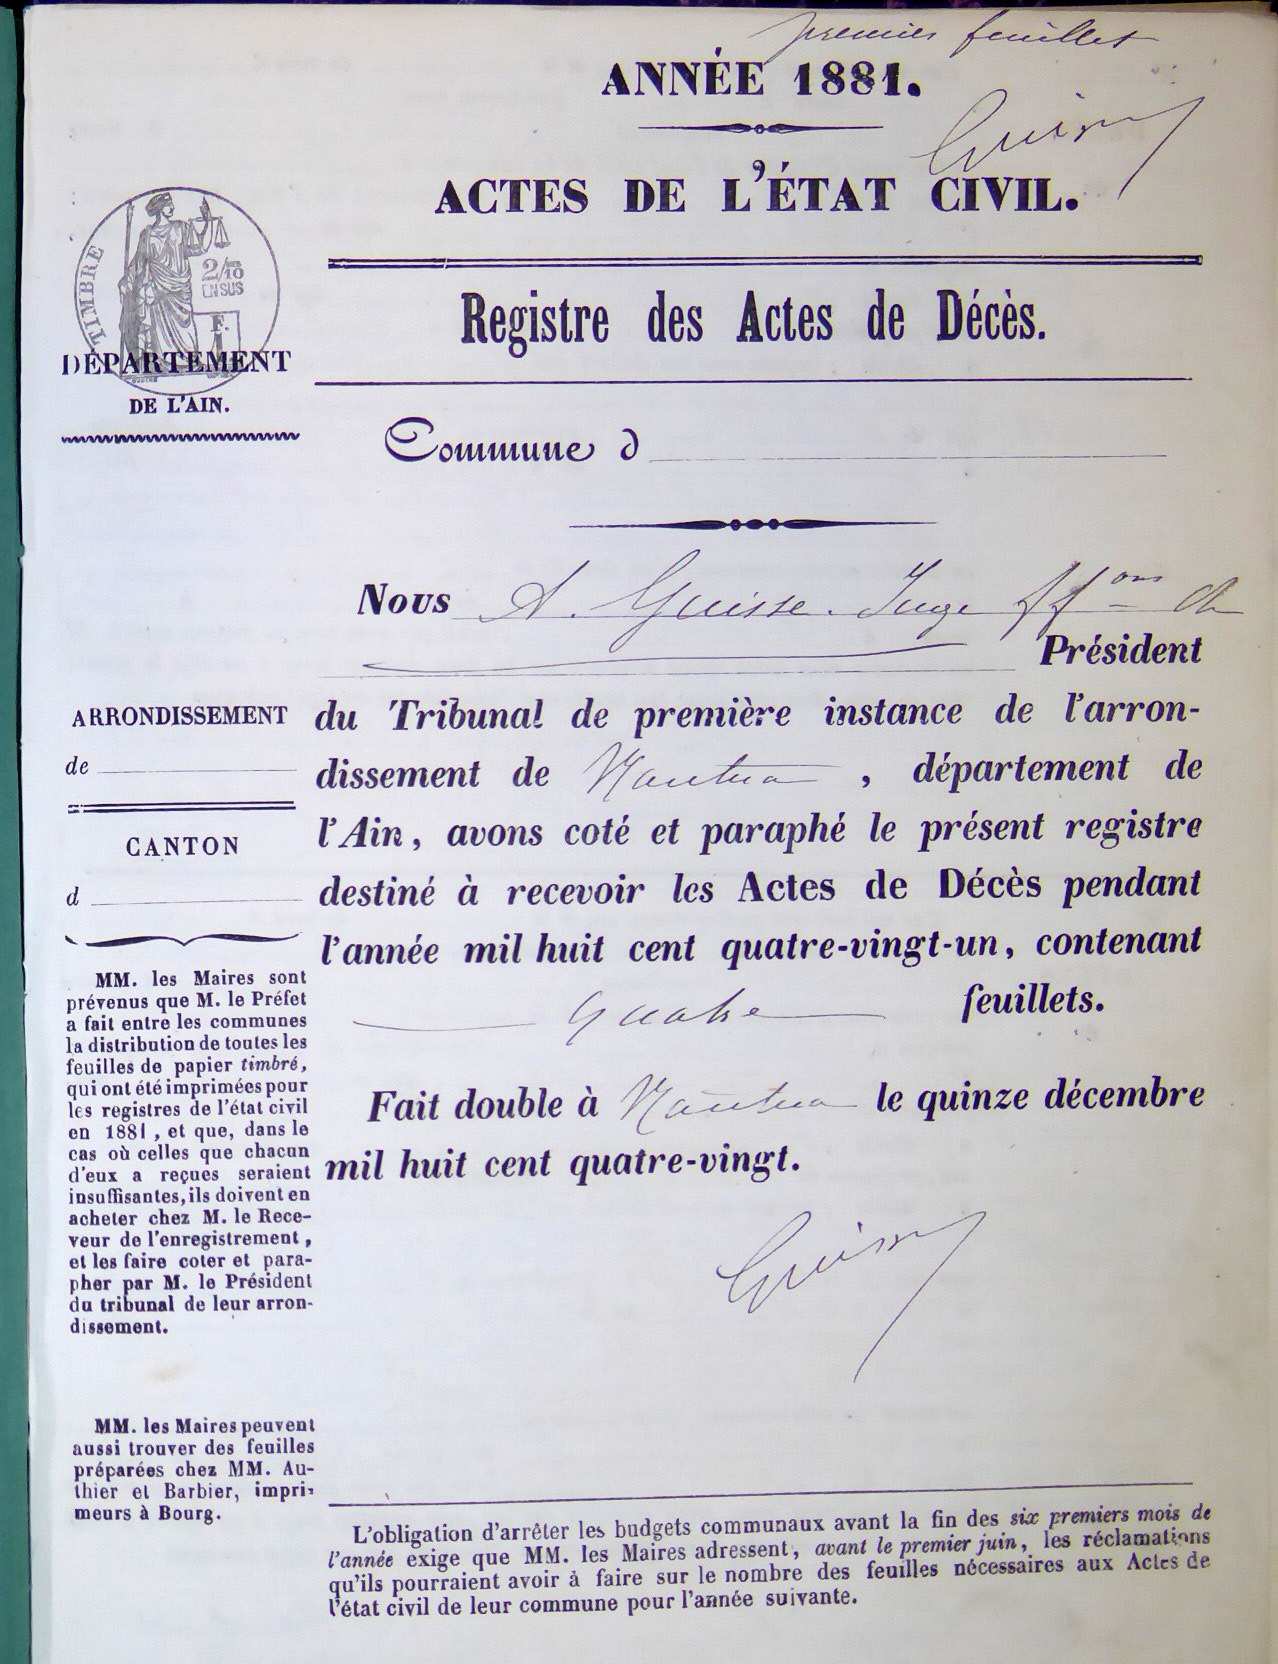 premier feuillet
ANNÉE 1881.
ACTES DE L'ÉTAT CIVIL.
TIMBRE
2/10
EN SUS
F.
1
DÉPARTEMENT
DE L'AIN.
Registre des Actes de Décès.
Commune d
Nous A. Guisse. Juge ff.ons de
Président
du Tribunal de première instance de l'arron-
dissement de Nantua, département de
l'Ain, avons coté et paraphé le présent registre
destiné à recevoir les Actes de Décès pendant
l'année mil huit cent quatre-vingt-un, contenant
quatre feuillets.
Fait double à Nantua le quinze décembre
mil huit cent quatre-vingt.
ARRONDISSEMENT
de
CANTON
d
MM. les Maires sont
prévenus que M. le Préfet
a fait entre les communes
la distribution de toutes les
feuilles de papier timbré,
qui ont été imprimées pour
les registres de l'état civil
en 1881, et que, dans le
cas où celles que chacun
d'eux a reçues seraient
insuffisantes, ils doivent en
acheter chez M. le Rece-
veur de l'enregistrement,
et les faire coter et para-
pher par M. le Président
du tribunal de leur arron-
dissement.
MM. les Maires peuvent
aussi trouver des feuilles
préparées chez MM. Au-
thier et Barbier, impri-
meurs à Bourg.
L'obligation d'arrêter les budgets communaux avant la fin des six premiers mois de
l'année exige que MM. les Maires adressent, avant le premier juin, les réclamations
qu'ils pourraient avoir à faire sur le nombre des feuilles nécessaires aux Actes de
l'état civil de leur commune pour l'année suivante.